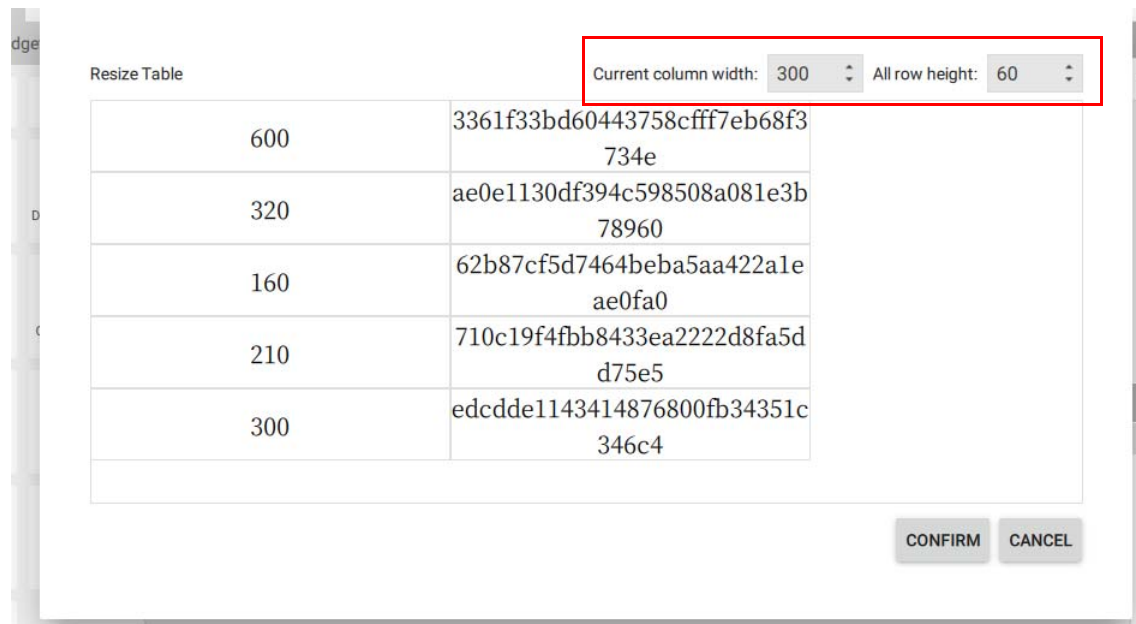 dge
Resize Table
Current column width: 300 All row height: 60
600
3361f33bd60443758cfff7eb68f3
734e
320
ae0e1130df394c598508a081e3b
78960
160
62b87cf5d7464beba5aa422a1e
ae0fa0
210
710c19f4fbb8433ea2222d8fa5d
d75e5
300
edcdde1143414876800fb34351c
346c4
D
CONFIRM CANCEL